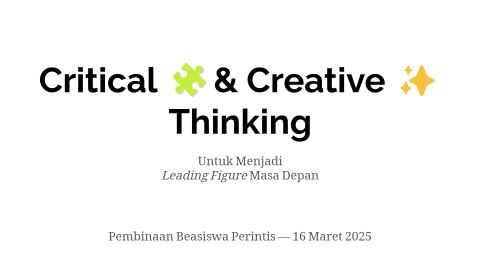 Critical 🧩 & Creative ✨
Thinking
Untuk Menjadi
Leading Figure Masa Depan
Pembinaan Beasiswa Perintis — 16 Maret 2025